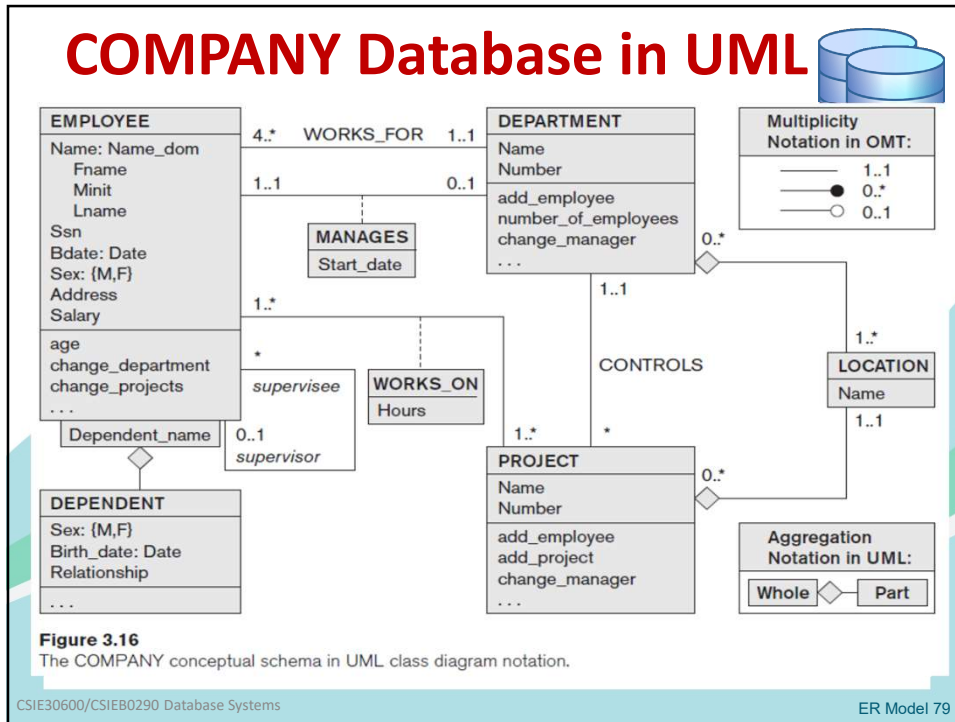 COMPANY Database in UML
EMPLOYEE
Name: Name_dom
Fname
Minit
Lname
Ssn
Bdate: Date
Sex: {M,F}
Address
Salary
age
change_department
change_projects
. . .
Dependent_name
DEPENDENT
Sex: {M,F}
Birth_date: Date
Relationship
. . .
4..* WORKS_FOR 1..1
1..1 0..1
MANAGES
Start_date
1..*
*
supervisee
0..1
supervisor
WORKS_ON
Hours
1..* *
DEPARTMENT
Name
Number
add_employee
number_of_employees
change_manager
. . .
0..*
1..1
CONTROLS
PROJECT
Name
Number
add_employee
add_project
change_manager
. . .
0..*
Multiplicity
Notation in OMT:
1..1
0..*
0..1
1..*
LOCATION
Name
1..1
Aggregation
Notation in UML:
Whole Part
Figure 3.16
The COMPANY conceptual schema in UML class diagram notation.
CSIE30600/CSIEB0290 Database Systems
ER Model 79